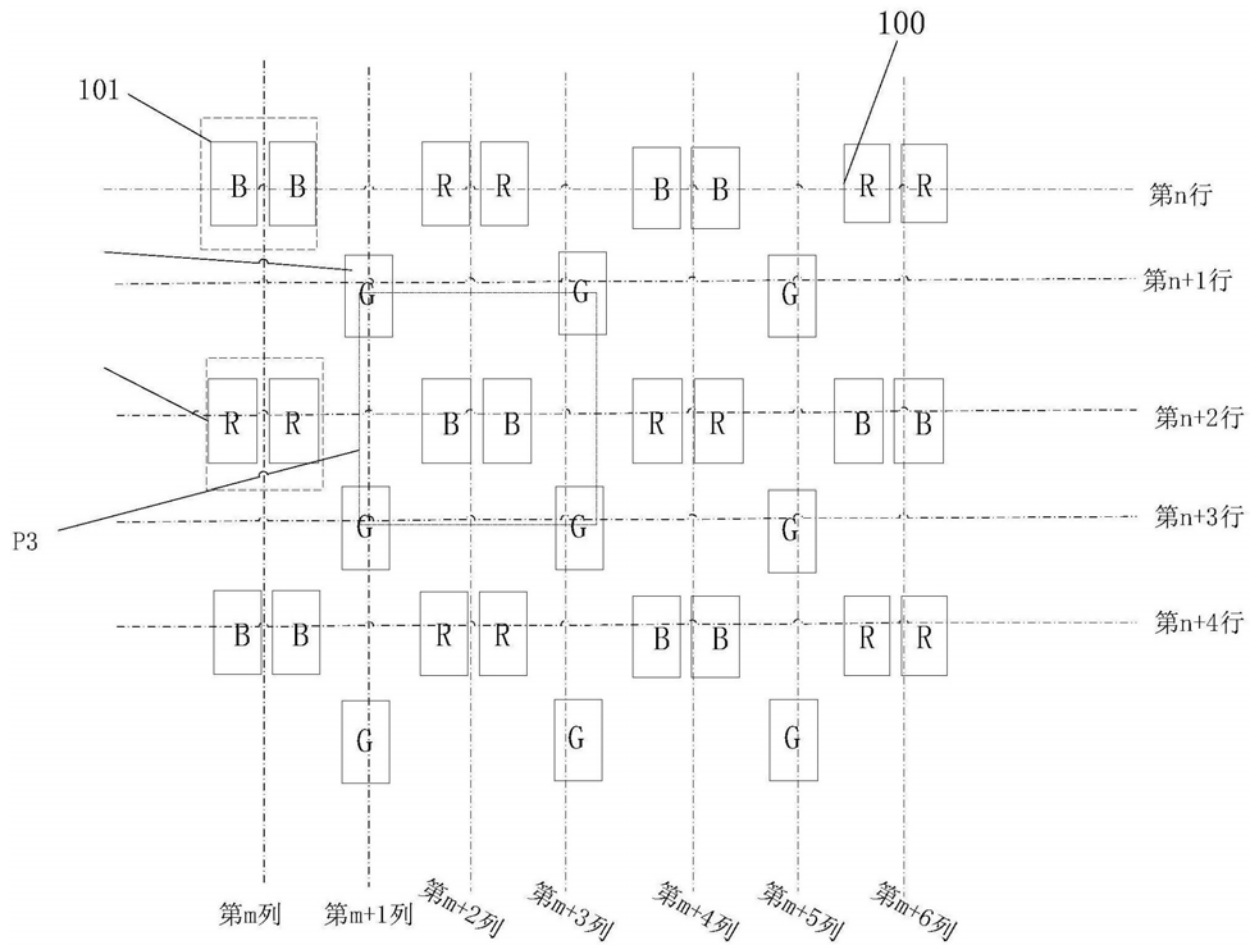 100
101
B B R R B B R R 第n行
G G G 第n+1行
R R B B R R B B 第n+2行
G G G 第n+3行
P3
B B R R B B R R 第n+4行
G G G
第m列 第m+1列 第m+2列 第m+3列 第m+4列 第m+5列 第m+6列